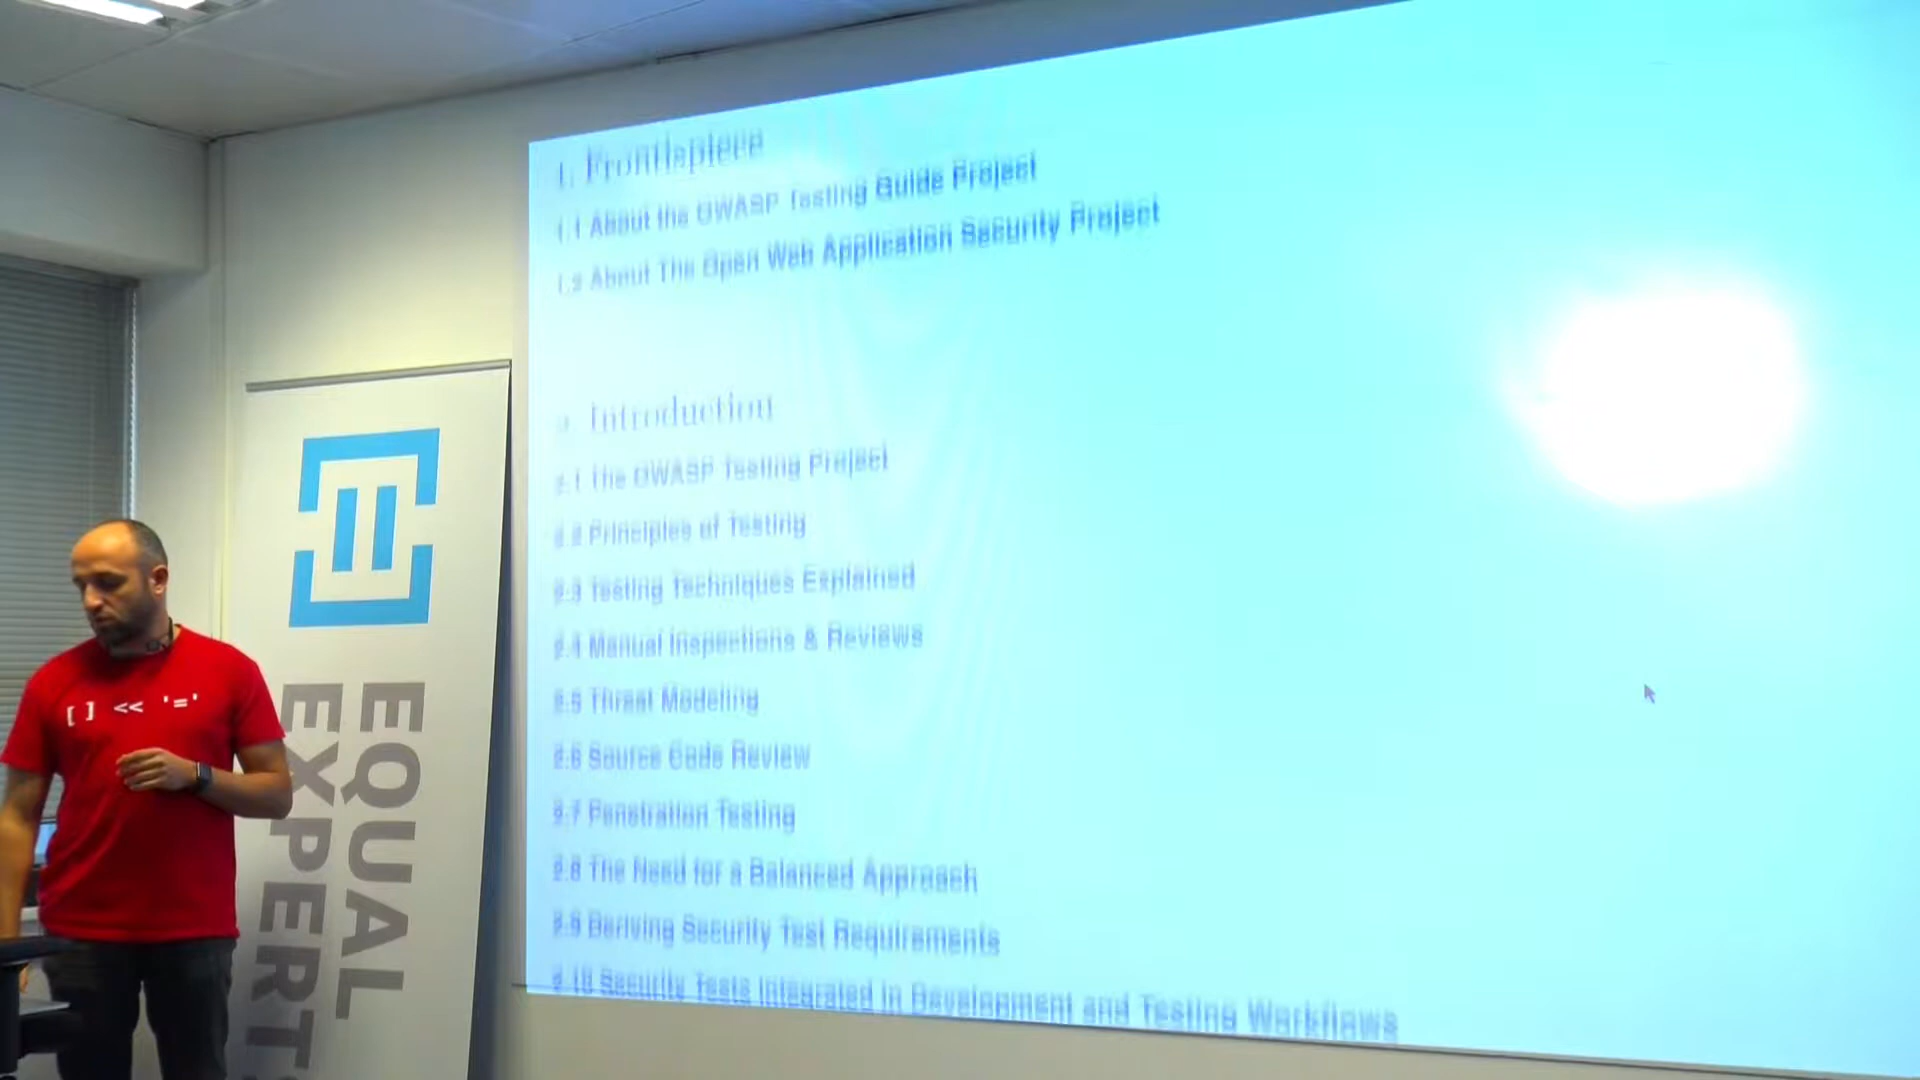 1. Frontispiece
1.1 About the OWASP Testing Guide Project
1.2 About The Open Web Application Security Project
2. Introduction
2.1 The OWASP Testing Project
2.2 Principles of Testing
2.3 Testing Techniques Explained
2.4 Manual Inspections & Reviews
2.5 Threat Modeling
2.6 Source Code Review
2.7 Penetration Testing
2.8 The Need for a Balanced Approach
2.9 Deriving Security Test Requirements
2.10 Security Tests Integrated in Development and Testing Workflows
[ ] << '='
EQUAL
EXPERTS